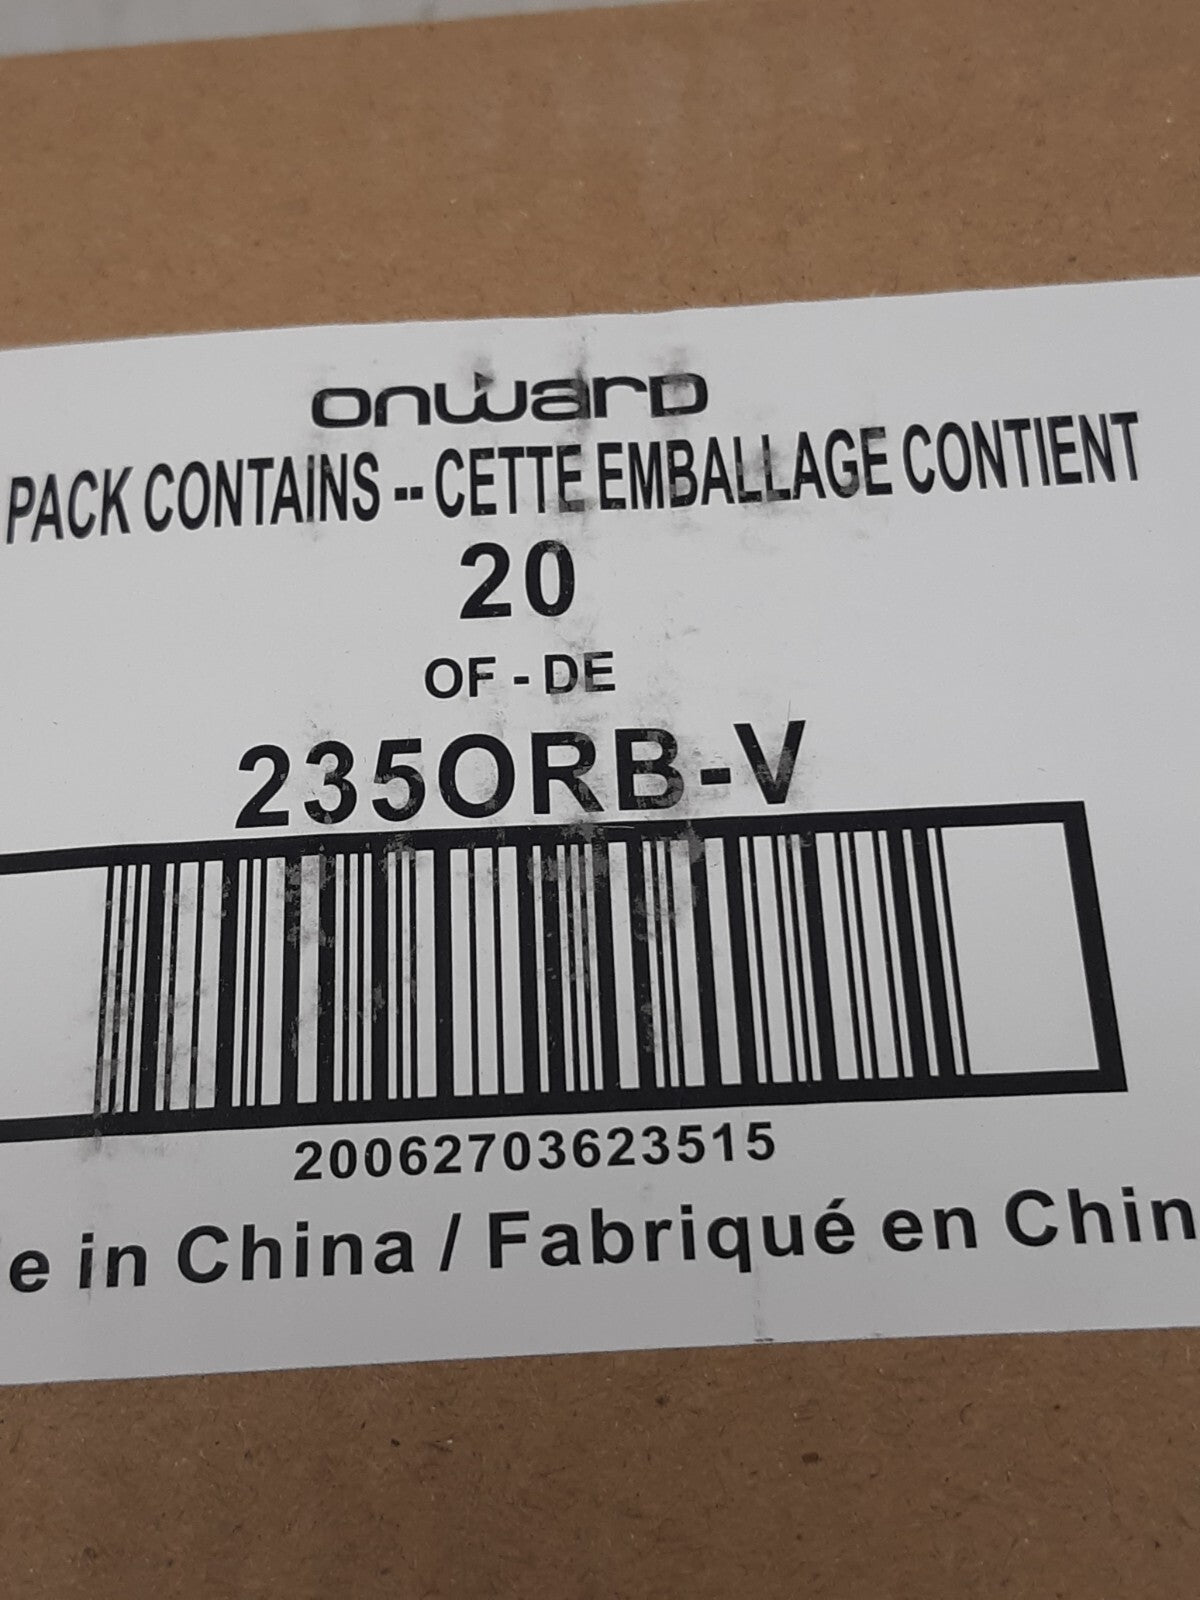 onward
PACK CONTAINS -- CETTE EMBALLAGE CONTIENT
20
OF - DE
235ORB-V
20062703623515
e in China / Fabriqué en Chin